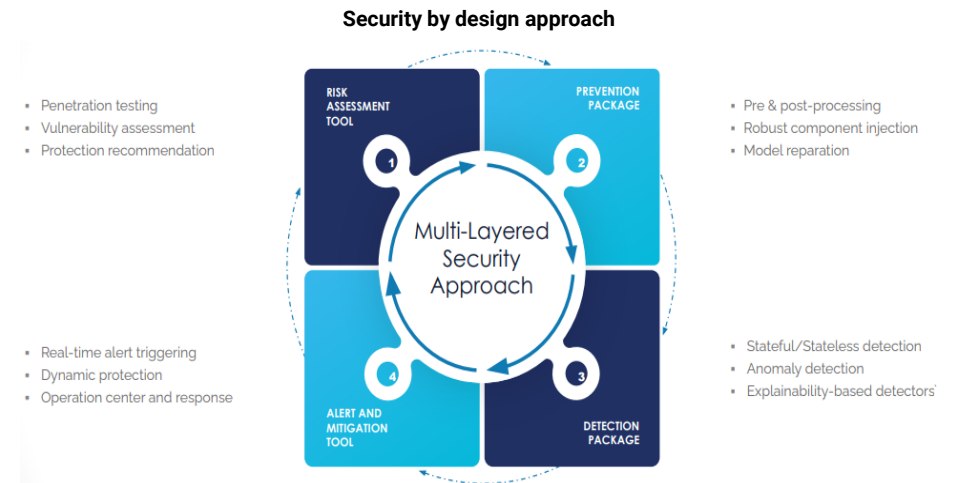 Security by design approach
RISK
ASSESSMENT
TOOL
1
Penetration testing
Vulnerability assessment
Protection recommendation
PREVENTION
PACKAGE
2
Pre & post-processing
Robust component injection
Model reparation
Multi-Layered
Security
Approach
3
DETECTION
PACKAGE
Stateful/Stateless detection
Anomaly detection
Explainability-based detectors
4
ALERT AND
MITIGATION
TOOL
Real-time alert triggering
Dynamic protection
Operation center and response